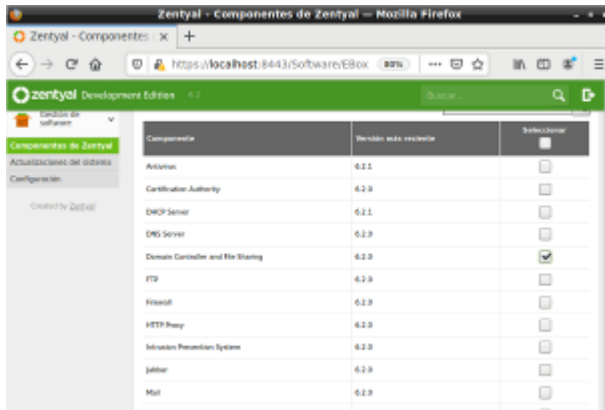 Zentyal - Componentes de Zentyal — Mozilla Firefox
Zentyal - Componentes
https://localhost:8443/Software/EBox 80%
zentyal Development Edition 6.2
Buscar...
Gestión de software
Componente
Versión más reciente
Seleccionar
Componentes de Zentyal
Actualizaciones del sistema
Configuración
Created by Zentyal
Antivirus 6.2.1
Certification Authority 6.2.0
DHCP Server 6.2.1
DNS Server 6.2.0
Domain Controller and File Sharing 6.2.0
FTP 6.2.0
Firewall 6.2.0
HTTP Proxy 6.2.0
Intrusion Prevention System 6.2.0
Jabber 6.2.0
Mail 6.2.0